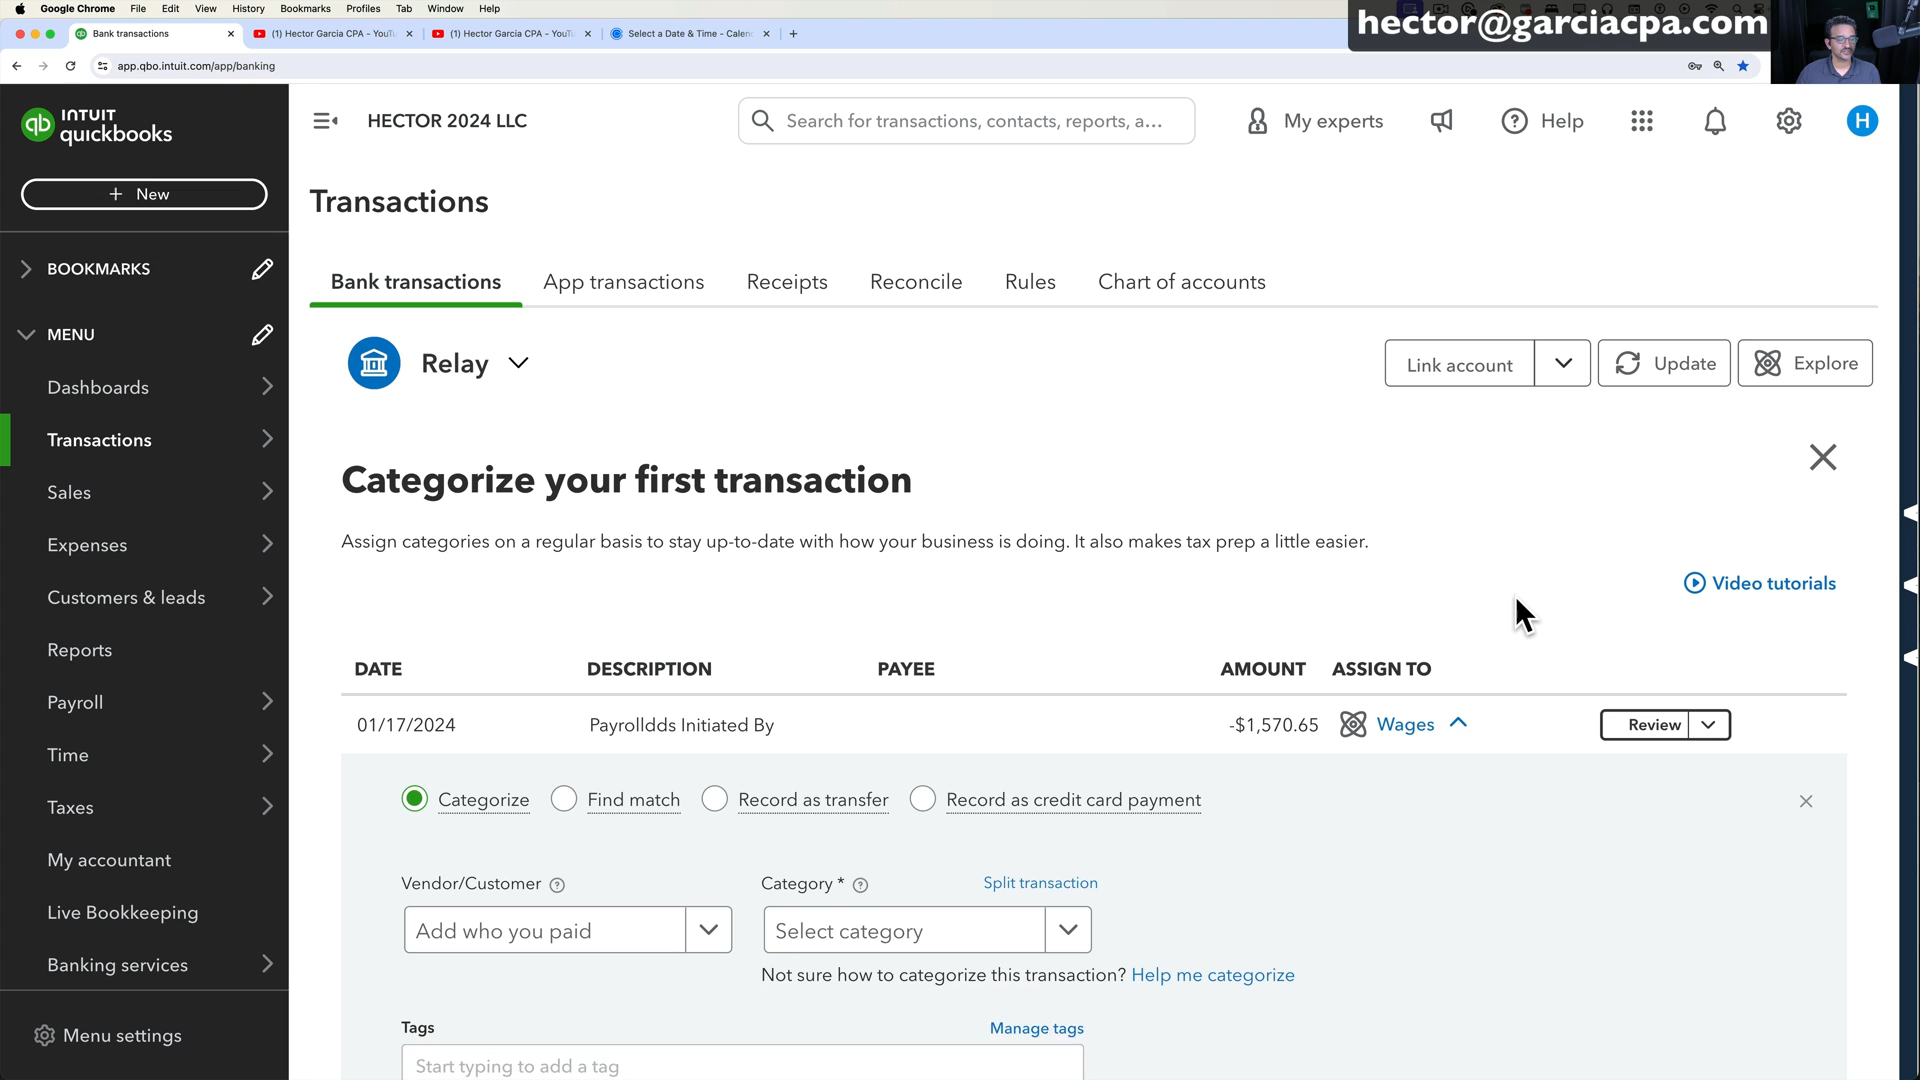 Google Chrome File Edit View History Bookmarks Profiles Tab Window Help
hector@garciacpa.com
Bank transactions
(1) Hector Garcia CPA - YouTu
(1) Hector Garcia CPA - YouTu
Select a Date & Time - Calen
app.qbo.intuit.com/app/banking
INTUIT
quickbooks
HECTOR 2024 LLC
Search for transactions, contacts, reports, a...
My experts
Help
H
+ New
Transactions
BOOKMARKS
Bank transactions
App transactions
Receipts
Reconcile
Rules
Chart of accounts
MENU
Relay
Link account
Update
Explore
Dashboards
Transactions
Sales
Expenses
Customers & leads
Reports
Payroll
Time
Taxes
My accountant
Live Bookkeeping
Banking services
Menu settings
Categorize your first transaction
Assign categories on a regular basis to stay up-to-date with how your business is doing. It also makes tax prep a little easier.
Video tutorials
DATE DESCRIPTION PAYEE AMOUNT ASSIGN TO
01/17/2024 Payrolldds Initiated By -$1,570.65 Wages Review
Categorize Find match Record as transfer Record as credit card payment
Vendor/Customer
Category *
Split transaction
Add who you paid
Select category
Not sure how to categorize this transaction? Help me categorize
Tags
Manage tags
Start typing to add a tag